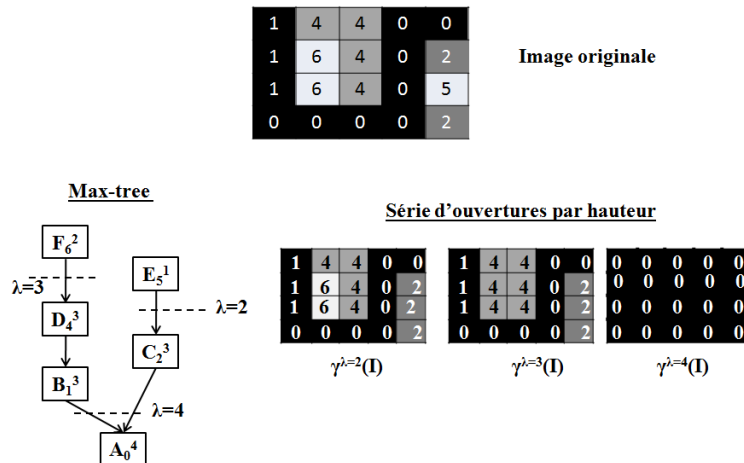 1 4 4 0 0
1 6 4 0 2
1 6 4 0 5
0 0 0 0 2
Image originale
Max-tree
F₆²
λ=3
D₄³
B₁³
E₅¹
λ=2
C₂³
λ=4
A₀⁴
Série d'ouvertures par hauteur
1 4 4 0 0
1 6 4 0 2
1 6 4 0 2
0 0 0 0 2
γλ=2(I)
1 4 4 0 0
1 4 4 0 2
1 4 4 0 2
0 0 0 0 2
γλ=3(I)
0 0 0 0 0
0 0 0 0 0
0 0 0 0 0
0 0 0 0 0
γλ=4(I)